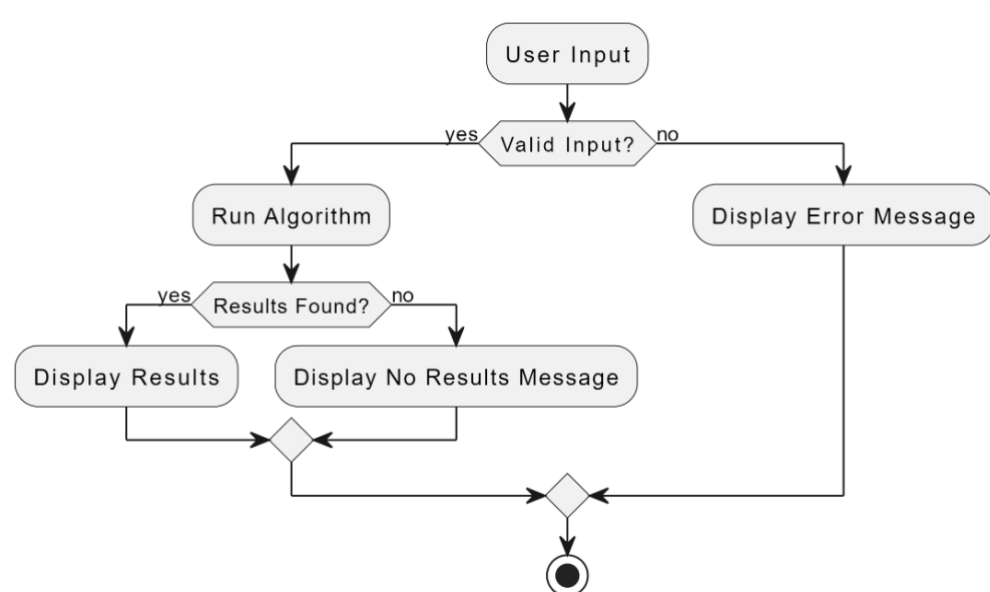 User Input
yes
Valid Input?
no
Run Algorithm
Display Error Message
yes
Results Found?
no
Display Results
Display No Results Message